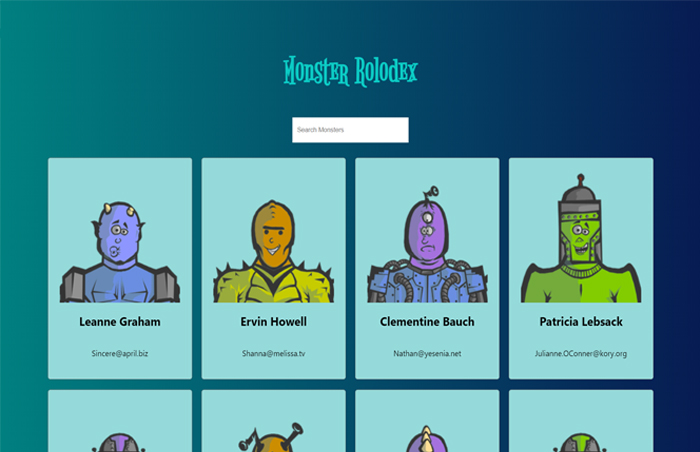 Monster Rolodex
Search Monsters
Leanne Graham
Ervin Howell
Clementine Bauch
Patricia Lebsack
Sincere@april.biz
Shanna@melissa.tv
Nathan@yesenia.net
Julianne.OConner@kory.org